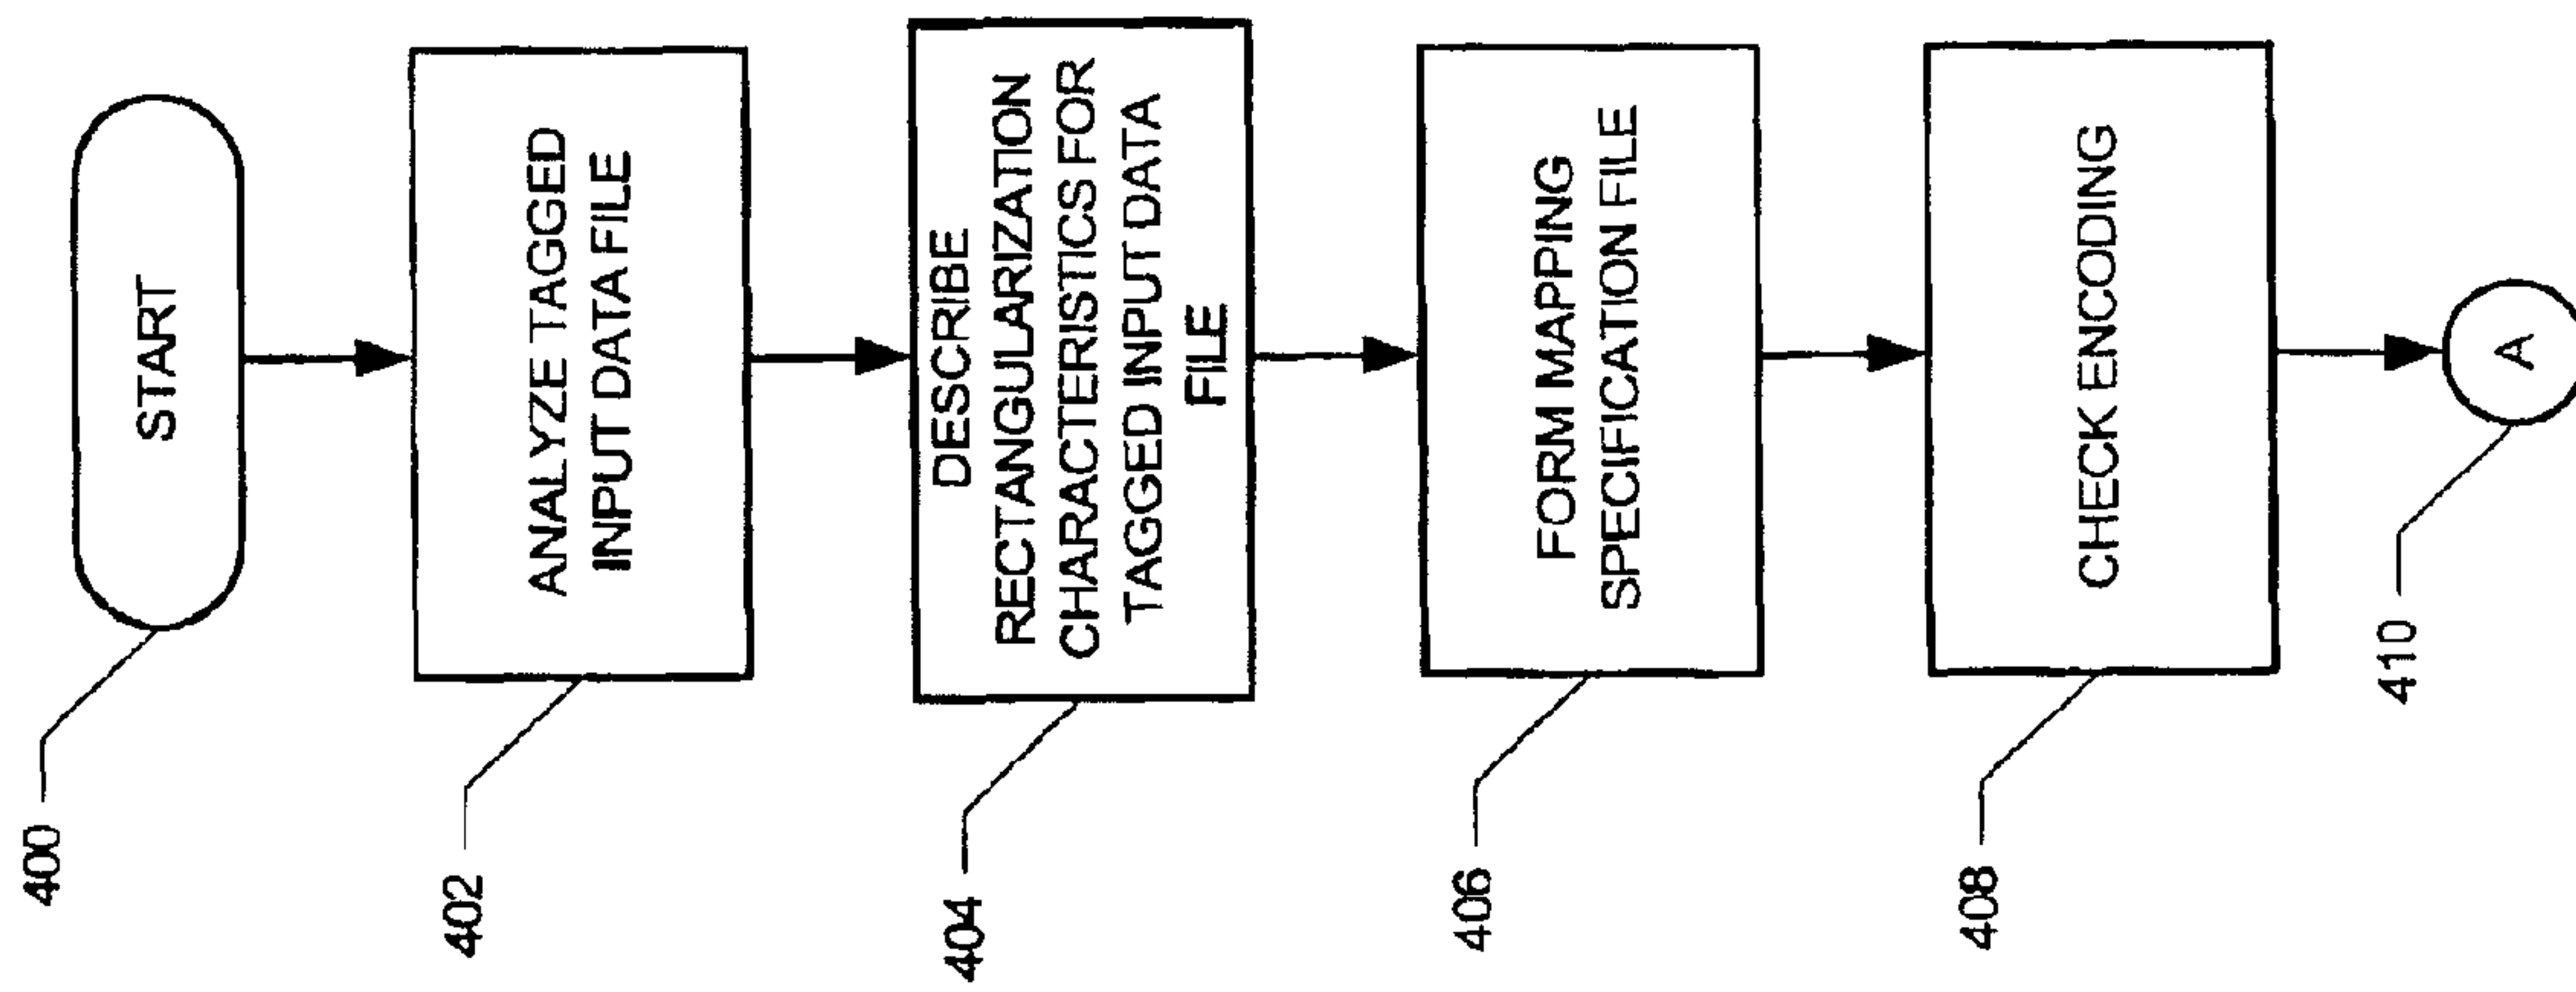 400
START
402
ANALYZE TAGGED
INPUT DATA FILE
404
DESCRIBE
RECTANGULARIZATION
CHARACTERISTICS FOR
TAGGED INPUT DATA
FILE
406
FORM MAPPING
SPECIFICATION FILE
408
CHECK ENCODING
410
A